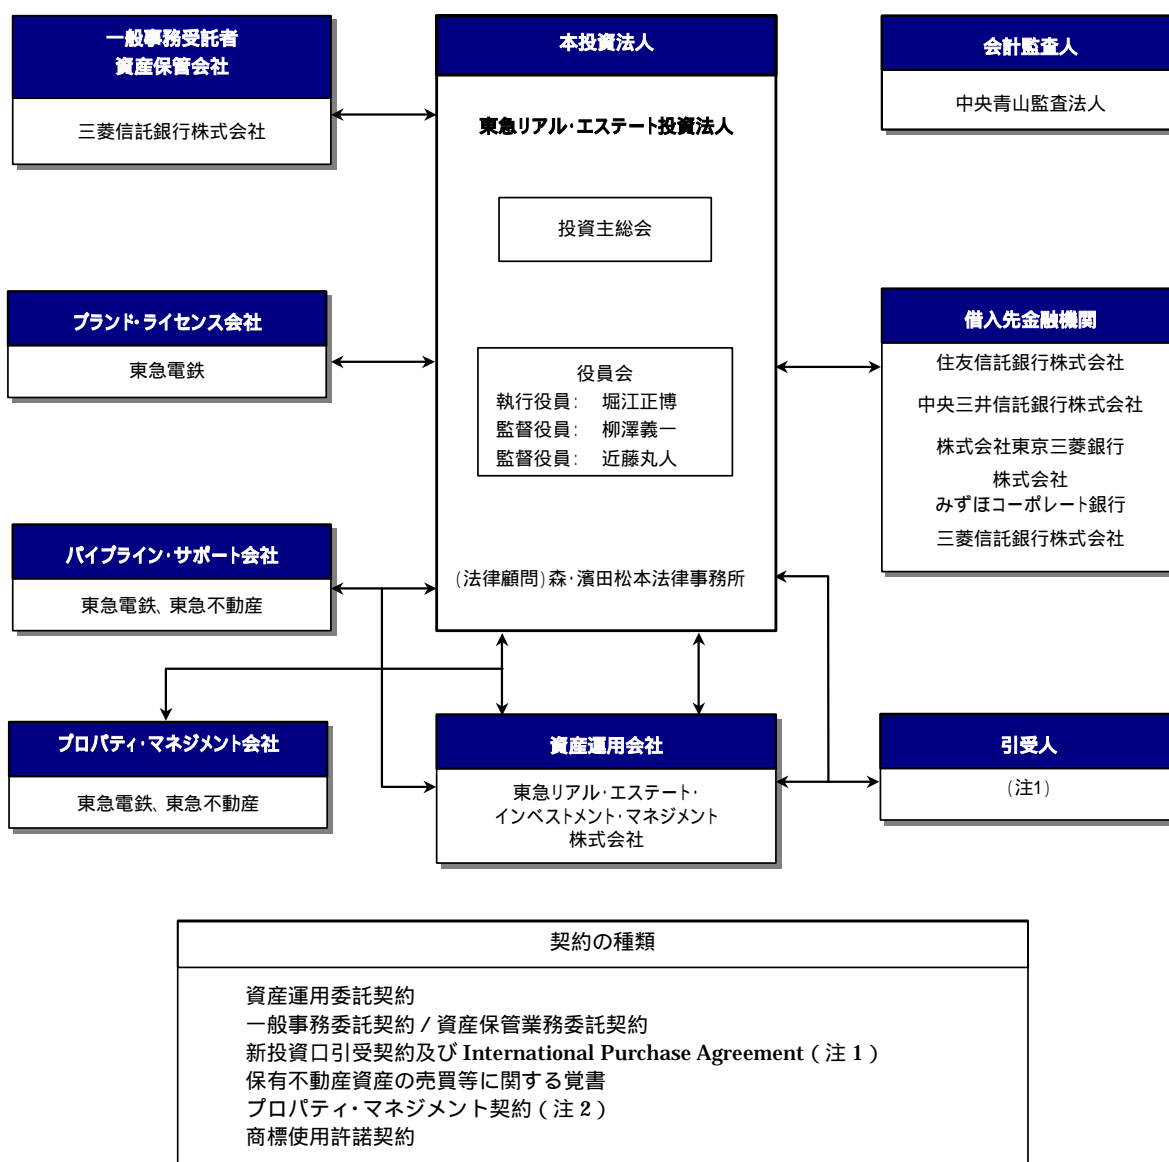 一般事務受託者
資産保管会社
三菱信託銀行株式会社
本投資法人
東急リアル・エステート投資法人
投資主総会
役員会
執行役員： 堀江正博
監督役員： 柳澤義一
監督役員： 近藤丸人
(法律顧問)森・濱田松本法律事務所
会計監査人
中央青山監査法人
ブランド・ライセンス会社
東急電鉄
借入先金融機関
住友信託銀行株式会社
中央三井信託銀行株式会社
株式会社東京三菱銀行
株式会社
みずほコーポレート銀行
三菱信託銀行株式会社
パイプライン・サポート会社
東急電鉄、東急不動産
プロパティ・マネジメント会社
東急電鉄、東急不動産
資産運用会社
東急リアル・エステート・
インベストメント・マネジメント
株式会社
引受人
(注1)
契約の種類
資産運用委託契約
一般事務委託契約 / 資産保管業務委託契約
新投資口引受契約及び International Purchase Agreement ( 注 1 )
保有不動産資産の売買等に関する覚書
プロパティ・マネジメント契約 ( 注 2 )
商標使用許諾契約